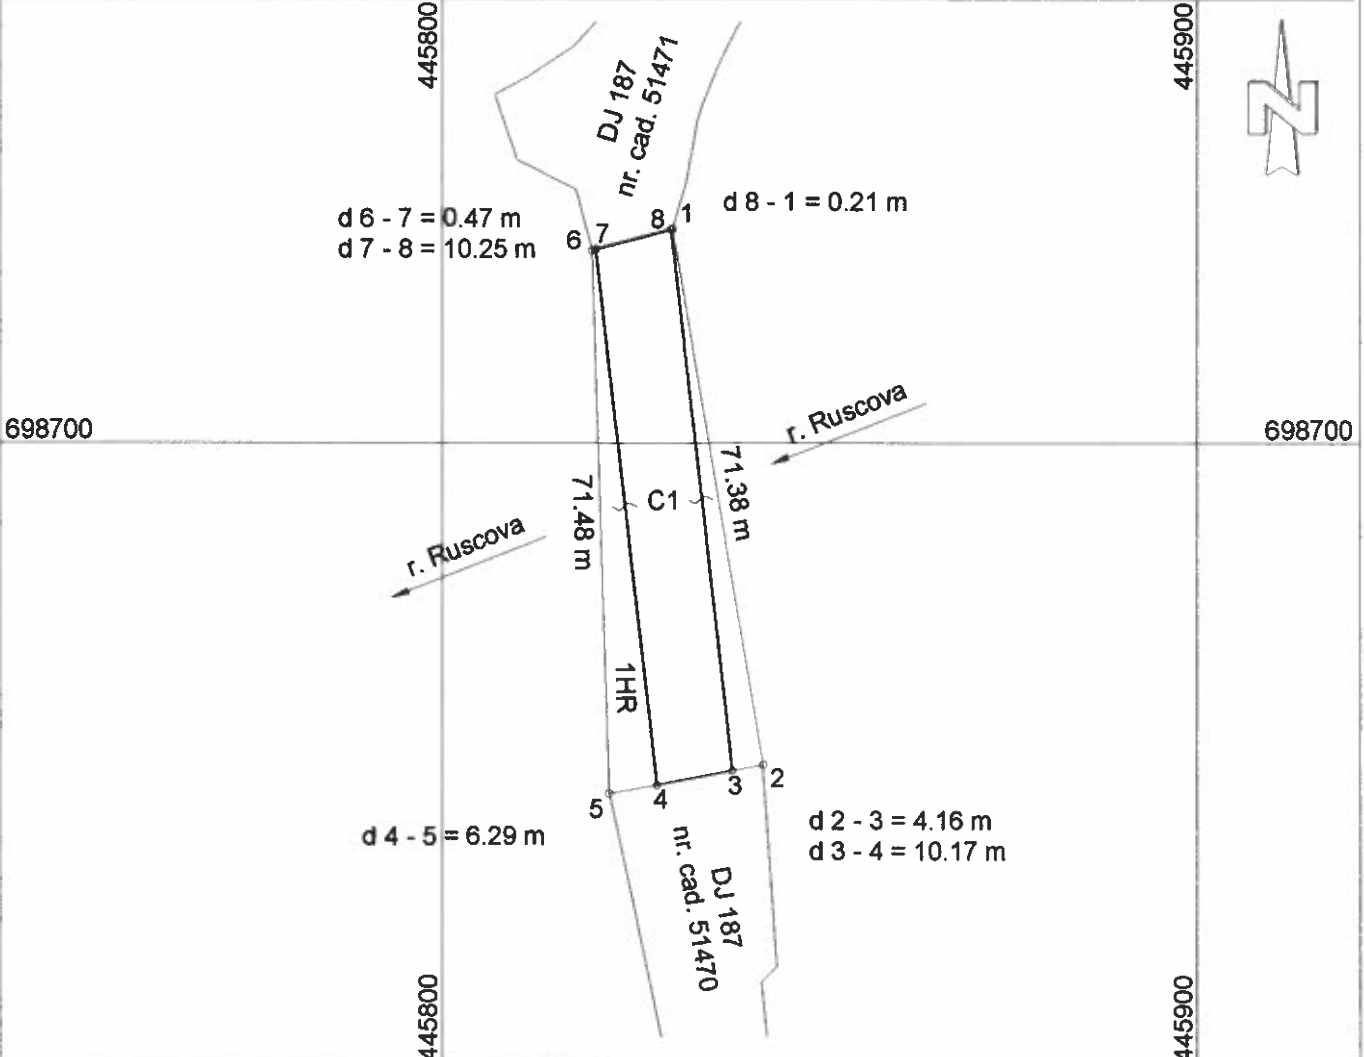 445800
445900
N
DJ 187
nr. cad. 51471
d 6 - 7 = 0.47 m
d 7 - 8 = 10.25 m
6
7
8
1
d 8 - 1 = 0.21 m
698700
698700
r. Ruscova
r. Ruscova
71.48 m
C1
71.38 m
1HR
5
4
3
2
d 4 - 5 = 6.29 m
d 2 - 3 = 4.16 m
d 3 - 4 = 10.17 m
DJ 187
nr. cad. 51470
445800
445900